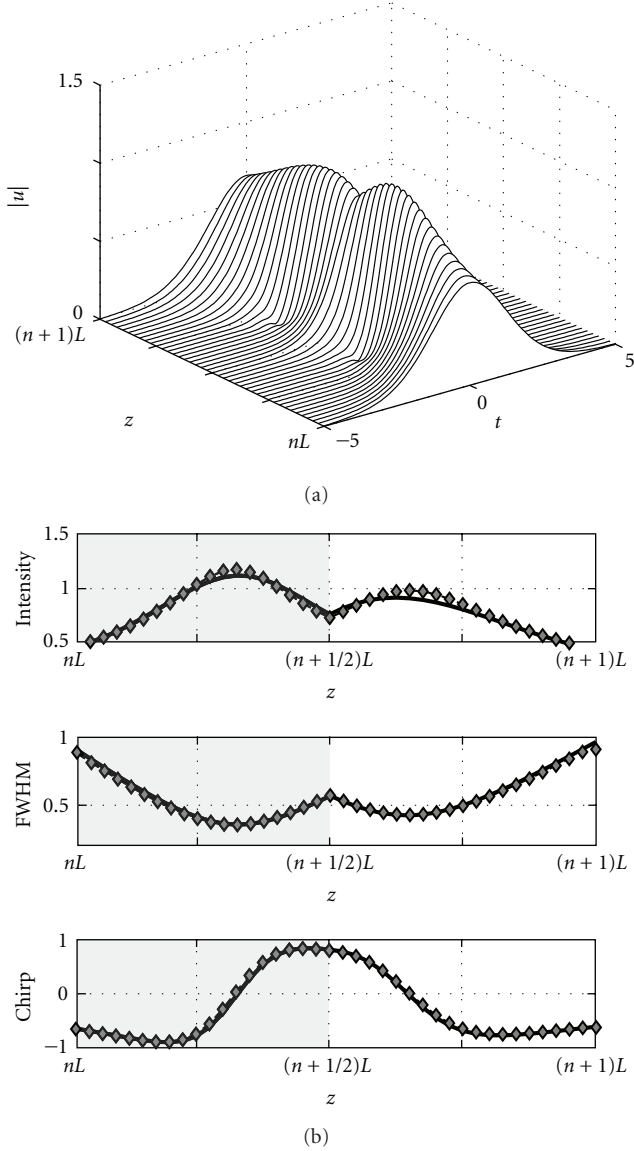 1.5
|u|
0
(n + 1)L
z
nL
−5
0
t
5
(a)
1.5
1
0.5
Intensity
nL
(n + 1/2)L
(n + 1)L
z
1
0.5
FWHM
nL
(n + 1/2)L
(n + 1)L
z
1
0
−1
Chirp
nL
(n + 1/2)L
(n + 1)L
z
(b)